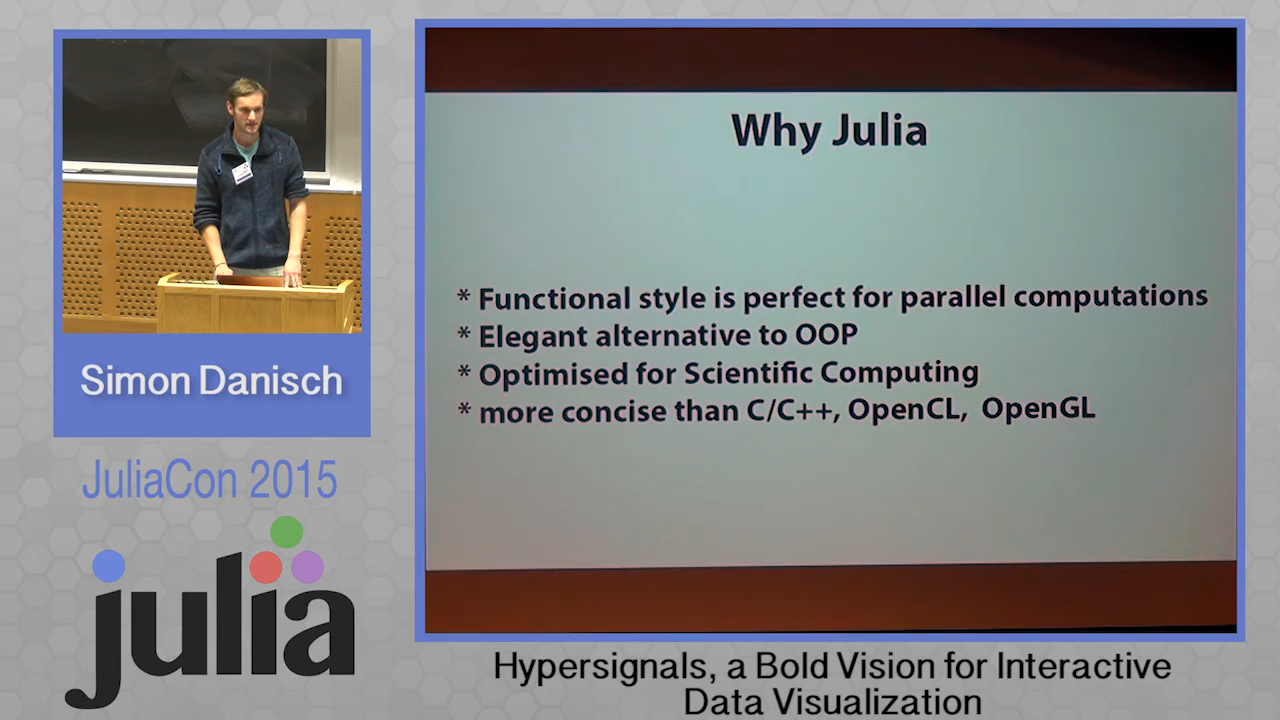 Why Julia
* Functional style is perfect for parallel computations
* Elegant alternative to OOP
* Optimised for Scientific Computing
* more concise than C/C++, OpenCL, OpenGL
Simon Danisch
JuliaCon 2015
julia
Hypersignals, a Bold Vision for Interactive
Data Visualization